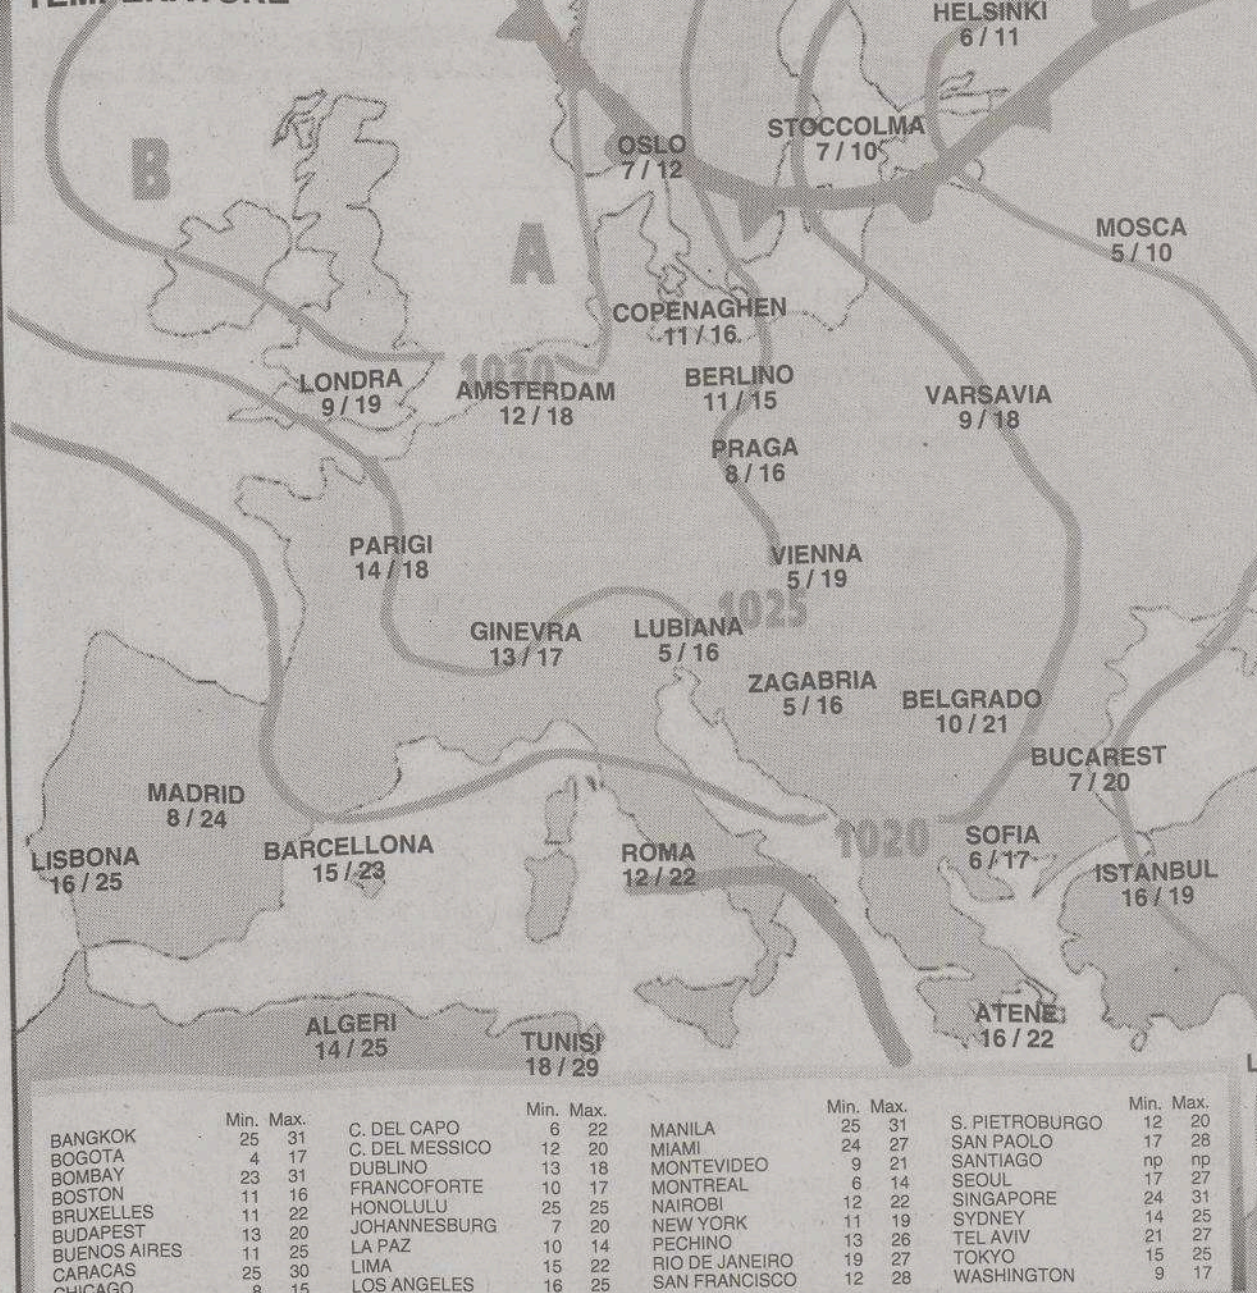 TEMPERATURE
HELSINKI
6 / 11
STOCCOLMA
7 / 10
OSLO
7 / 12
B
A
MOSCA
5 / 10
COPENAGHEN
11 / 16
1030
LONDRA
9 / 19
AMSTERDAM
12 / 18
BERLINO
11 / 15
VARSAVIA
9 / 18
PRAGA
8 / 16
PARIGI
14 / 18
VIENNA
5 / 19
1025
GINEVRA
13 / 17
LUBIANA
5 / 16
ZAGABRIA
5 / 16
BELGRADO
10 / 21
BUCAREST
7 / 20
MADRID
8 / 24
BARCELLONA
15 / 23
LISBONA
16 / 25
ROMA
12 / 22
1020
SOFIA
6 / 17
ISTANBUL
16 / 19
ALGERI
14 / 25
TUNISI
18 / 29
ATENE
16 / 22
L
Min. Max.
BANGKOK 25 31
BOGOTA 4 17
BOMBAY 23 31
BOSTON 11 16
BRUXELLES 11 22
BUDAPEST 13 20
BUENOS AIRES 11 25
CARACAS 25 30
CHICAGO 8 15
Min. Max.
C. DEL CAPO 6 22
C. DEL MESSICO 12 20
DUBLINO 13 18
FRANCOFORTE 10 17
HONOLULU 25 25
JOHANNESBURG 7 20
LA PAZ 10 14
LIMA 15 22
LOS ANGELES 16 25
Min. Max.
MANILA 25 31
MIAMI 24 27
MONTEVIDEO 9 21
MONTREAL 6 14
NAIROBI 12 22
NEW YORK 11 19
PECHINO 13 26
RIO DE JANEIRO 19 27
SAN FRANCISCO 12 28
Min. Max.
S. PIETROBURGO 12 20
SAN PAOLO 17 28
SANTIAGO np np
SEOUL 17 27
SINGAPORE 24 31
SYDNEY 14 25
TEL AVIV 21 27
TOKYO 15 25
WASHINGTON 9 17